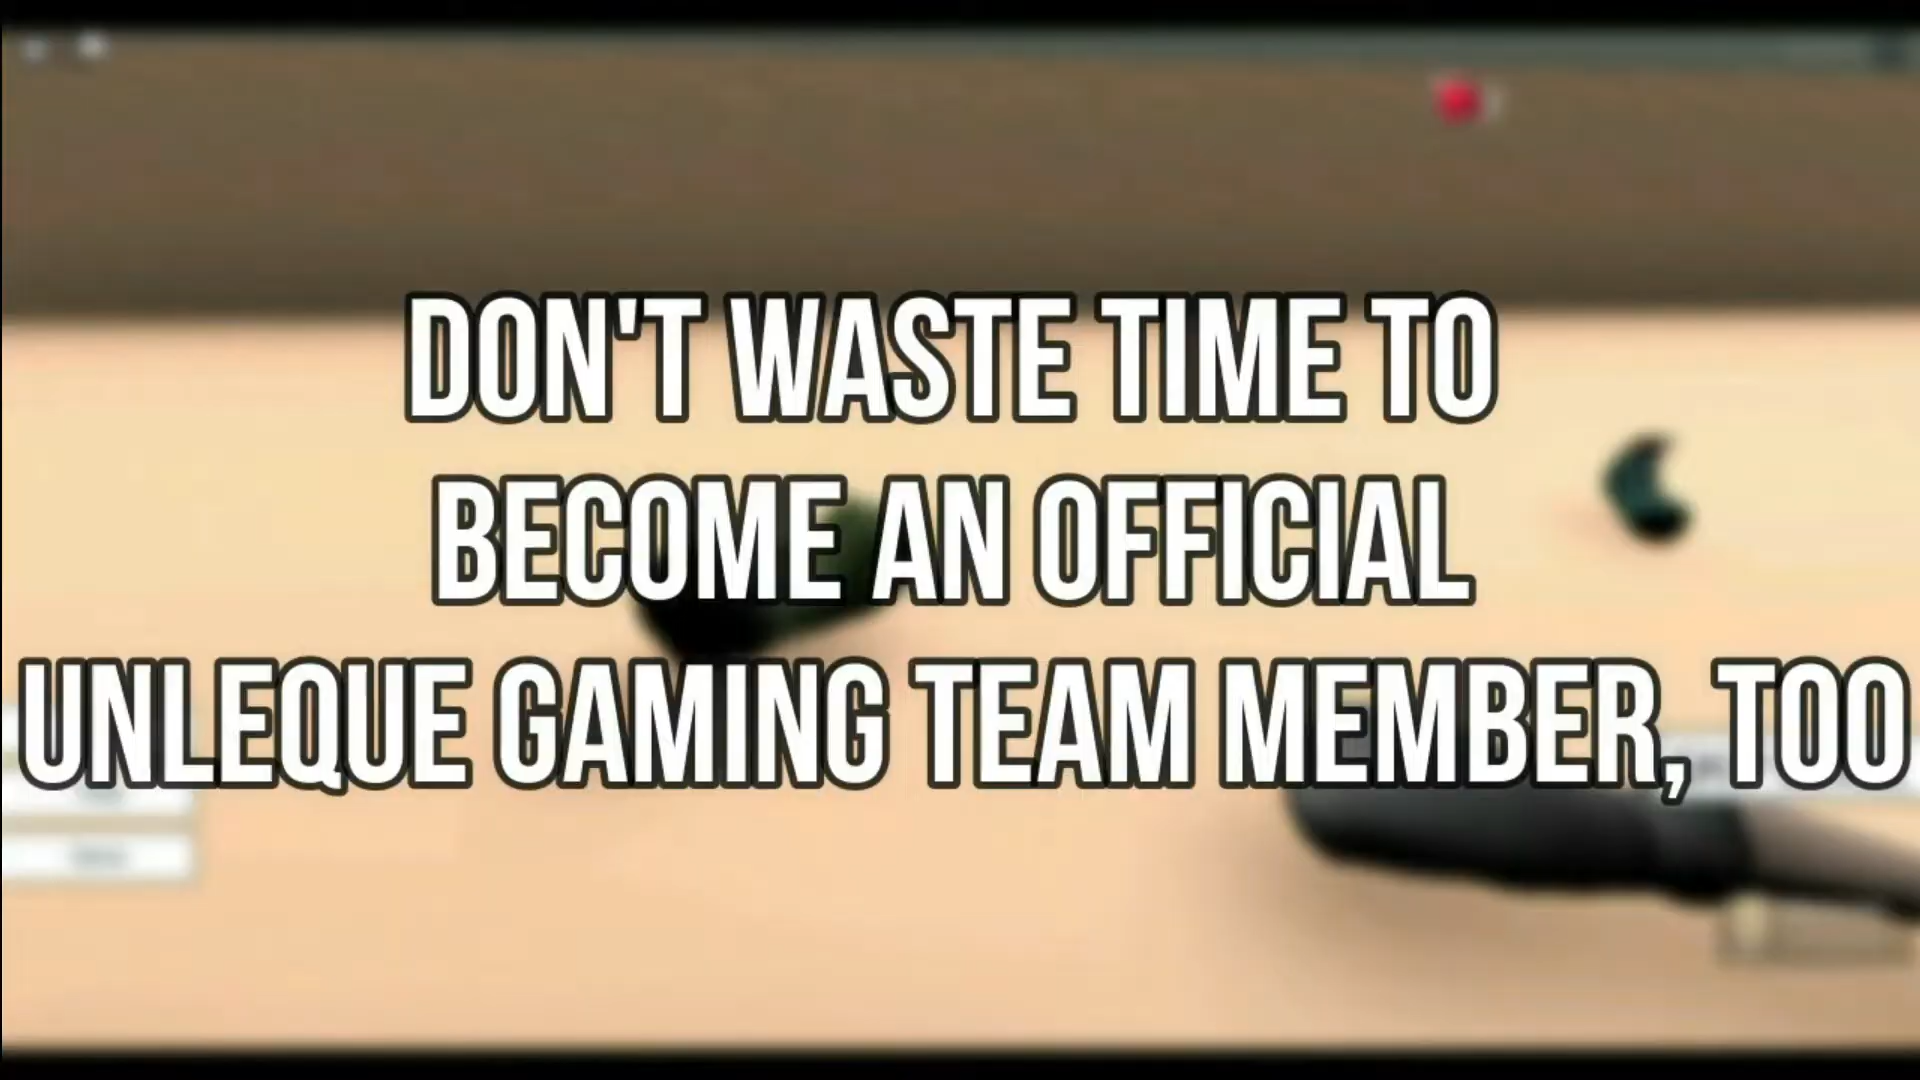 DON'T WASTE TIME TO
BECOME AN OFFICIAL
UNLEQUE GAMING TEAM MEMBER, TOO